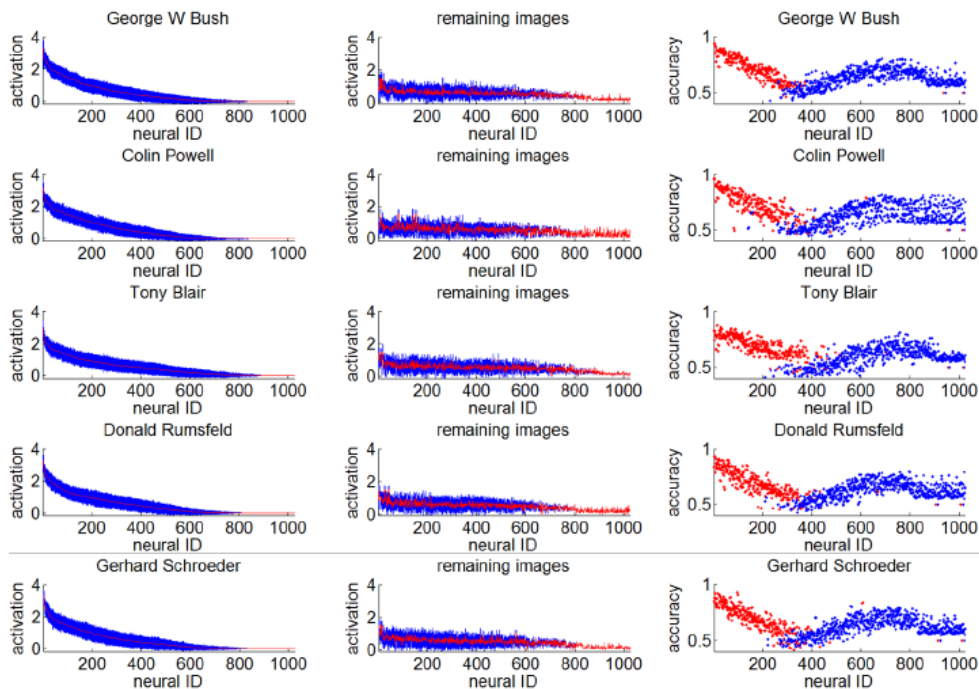 George W Bush
remaining images
George W Bush
activation
4
2
0
200 400 600 800 1000
neural ID
activation
4
2
0
200 400 600 800 1000
neural ID
accuracy
1
0.5
200 400 600 800 1000
neural ID
Colin Powell
remaining images
Colin Powell
activation
4
2
0
200 400 600 800 1000
neural ID
activation
4
2
0
200 400 600 800 1000
neural ID
accuracy
1
0.5
200 400 600 800 1000
neural ID
Tony Blair
remaining images
Tony Blair
activation
4
2
0
200 400 600 800 1000
neural ID
activation
4
2
0
200 400 600 800 1000
neural ID
accuracy
1
0.5
200 400 600 800 1000
neural ID
Donald Rumsfeld
remaining images
Donald Rumsfeld
activation
4
2
0
200 400 600 800 1000
neural ID
activation
4
2
0
200 400 600 800 1000
neural ID
accuracy
1
0.5
200 400 600 800 1000
neural ID
Gerhard Schroeder
remaining images
Gerhard Schroeder
activation
4
2
0
200 400 600 800 1000
neural ID
activation
4
2
0
200 400 600 800 1000
neural ID
accuracy
1
0.5
200 400 600 800 1000
neural ID